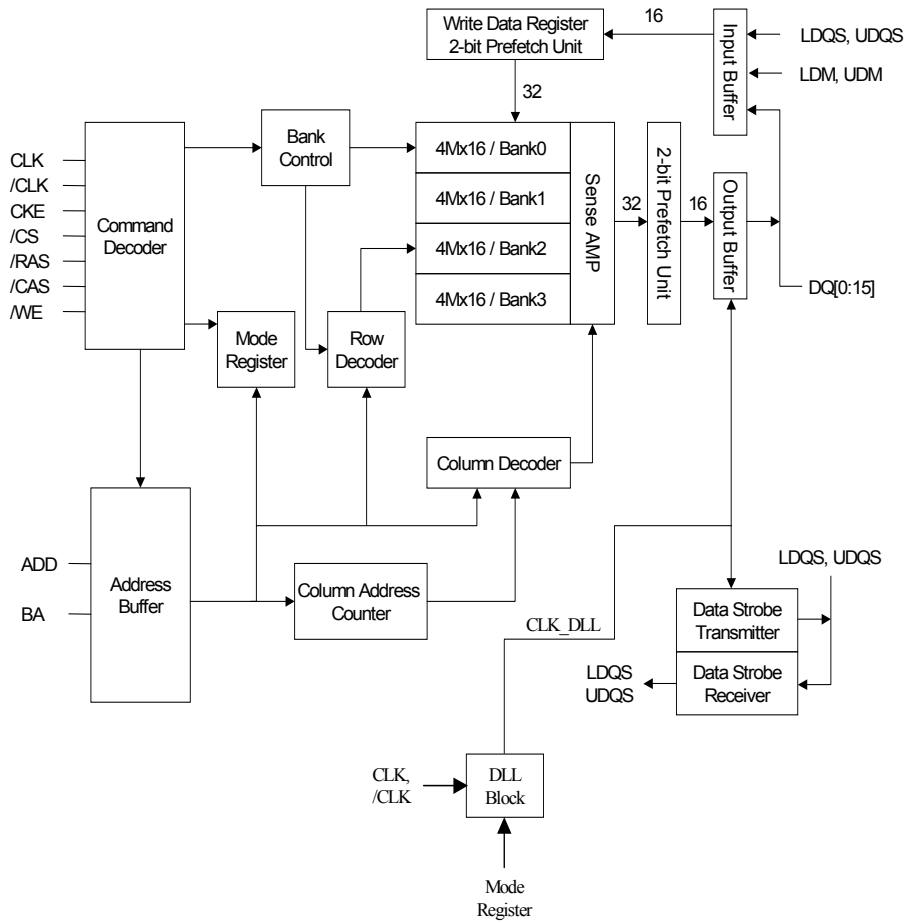 Write Data Register
2-bit Prefetch Unit
16
Input Buffer
LDQS, UDQS
LDM, UDM
32
Bank
Control
4Mx16 / Bank0
4Mx16 / Bank1
4Mx16 / Bank2
4Mx16 / Bank3
Sense AMP
32
2-bit Prefetch Unit
16
Output Buffer
DQ[0:15]
CLK
/CLK
CKE
/CS
/RAS
/CAS
/WE
Command
Decoder
Mode
Register
Row
Decoder
Column Decoder
ADD
BA
Address
Buffer
Column Address
Counter
CLK_DLL
LDQS, UDQS
Data Strobe
Transmitter
Data Strobe
Receiver
LDQS
UDQS
CLK,
/CLK
DLL
Block
Mode
Register